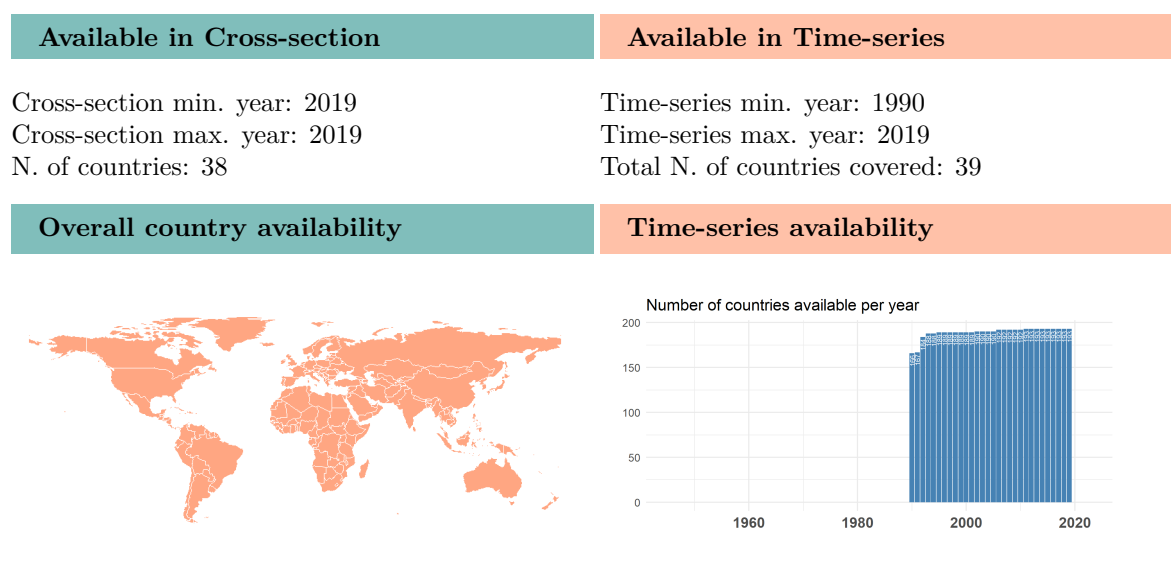 Available in Cross-section
Available in Time-series
Cross-section min. year: 2019
Cross-section max. year: 2019
N. of countries: 38
Time-series min. year: 1990
Time-series max. year: 2019
Total N. of countries covered: 39
Overall country availability
Time-series availability
Number of countries available per year
200
150
100
50
0
1960
1980
2000
2020